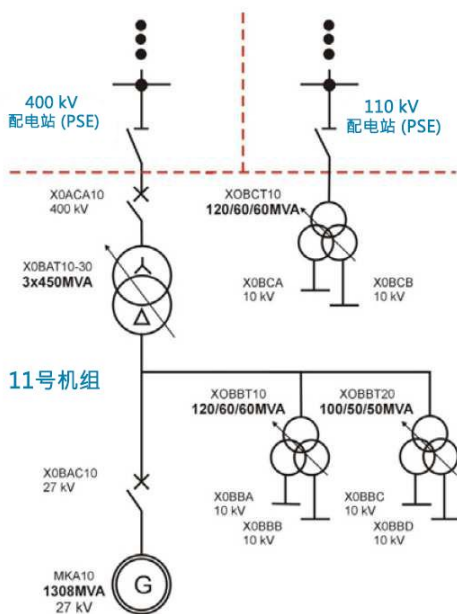 400 kV
配电站 (PSE)
110 kV
配电站 (PSE)
X0ACA10
400 kV
XOBCT10
120/60/60MVA
X0BAT10-30
3x450MVA
X0BCA
10 kV
X0BCB
10 kV
11号机组
XOBBT10
120/60/60MVA
XOBBT20
100/50/50MVA
X0BAC10
27 kV
X0BBA
10 kV
X0BBB
10 kV
X0BBC
10 kV
X0BBD
10 kV
MKA10
1308MVA
27 kV
G